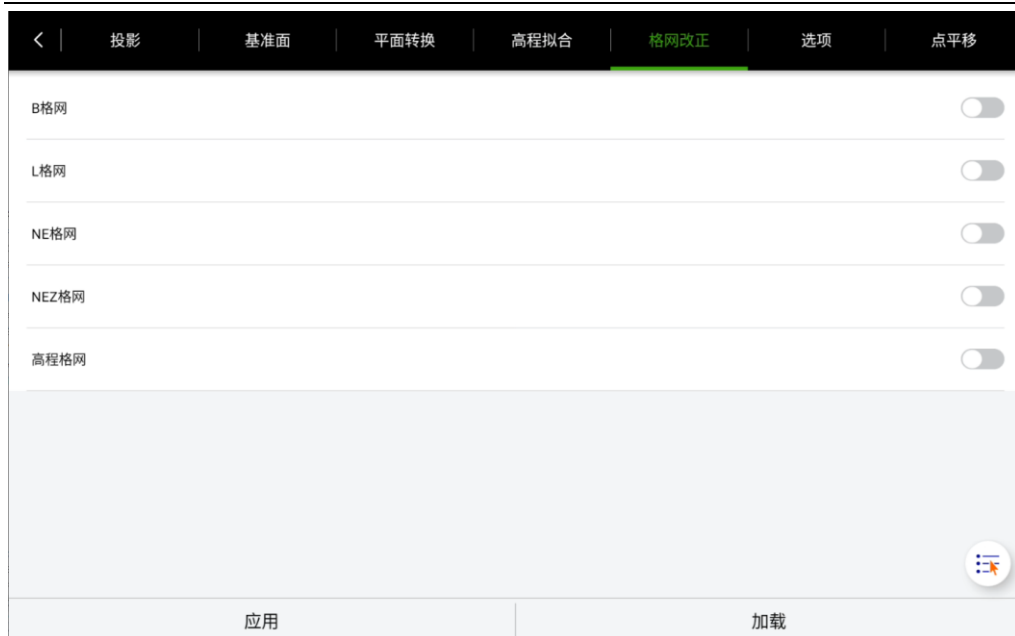 投影 基准面 平面转换 高程拟合 格网改正 选项 点平移
B格网
L格网
NE格网
NEZ格网
高程格网
应用 加载